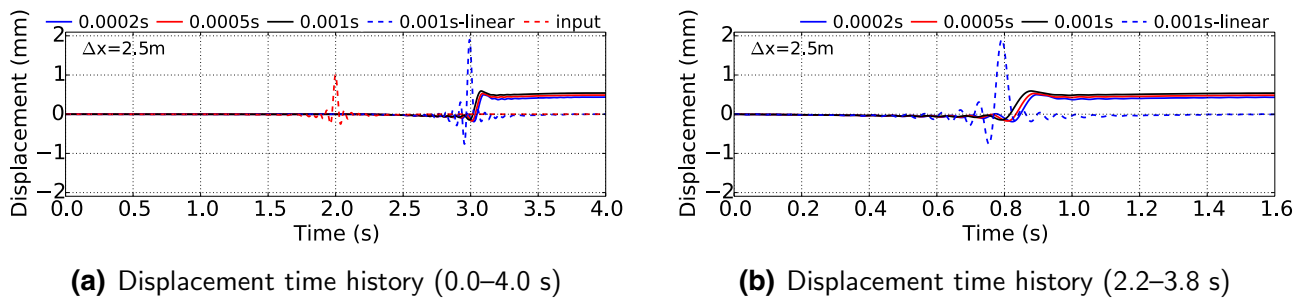 0.0002s 0.0005s 0.001s 0.001s-linear input
Displacement (mm)
2
1
0
−1
−2
Δx=2.5m
0.0 0.5 1.0 1.5 2.0 2.5 3.0 3.5 4.0
Time (s)
(a) Displacement time history (0.0–4.0 s)
0.0002s 0.0005s 0.001s 0.001s-linear
Displacement (mm)
2
1
0
−1
−2
Δx=2.5m
0.0 0.2 0.4 0.6 0.8 1.0 1.2 1.4 1.6
Time (s)
(b) Displacement time history (2.2–3.8 s)